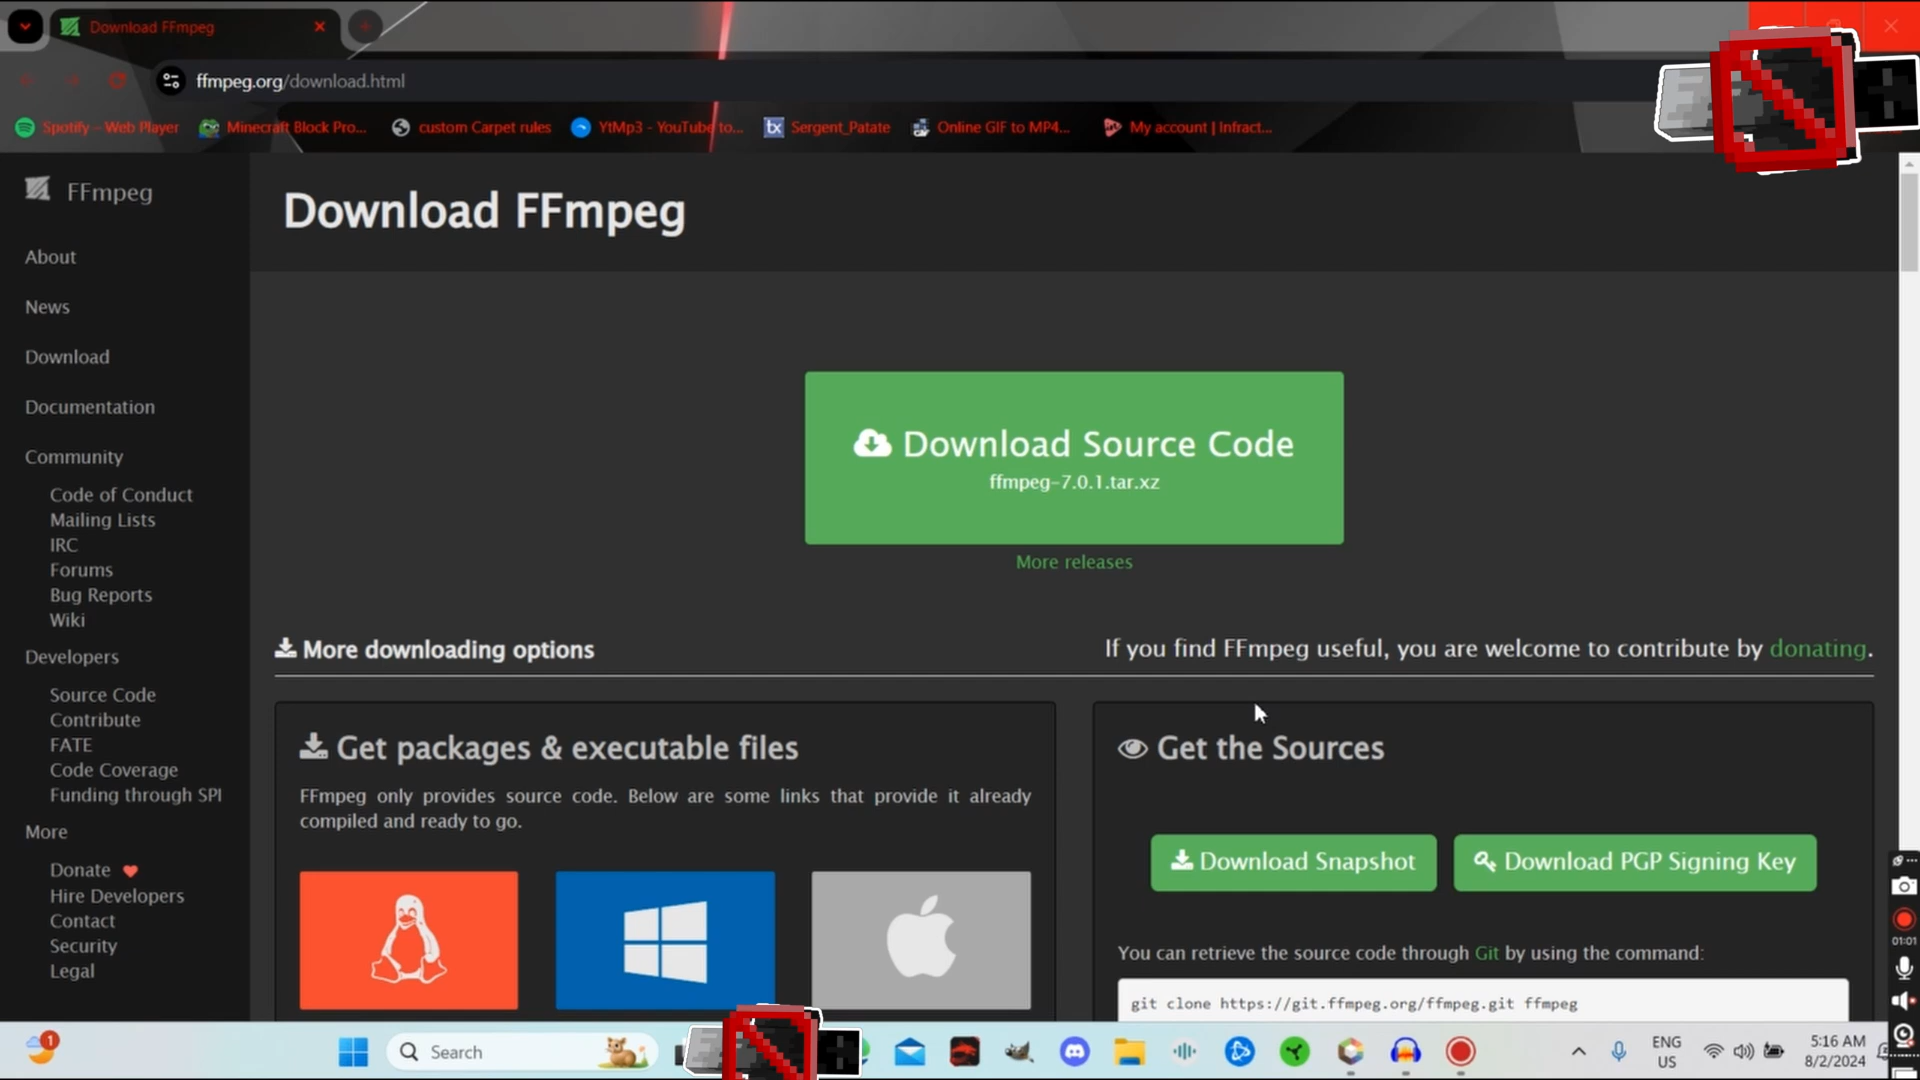 Download FFmpeg
ffmpeg.org/download.html
Spotify – Web Player
Minecraft Block Pro...
custom Carpet rules
YtMp3 - YouTube to...
tx
Sergent_Patate
Online GIF to MP4...
My account | Infract...
FFmpeg
About
News
Download
Documentation
Community
Code of Conduct
Mailing Lists
IRC
Forums
Bug Reports
Wiki
Developers
Source Code
Contribute
FATE
Code Coverage
Funding through SPI
More
Donate
Hire Developers
Contact
Security
Legal
Download FFmpeg
Download Source Code
ffmpeg-7.0.1.tar.xz
More releases
More downloading options
If you find FFmpeg useful, you are welcome to contribute by donating.
Get packages & executable files
FFmpeg only provides source code. Below are some links that provide it already
compiled and ready to go.
Get the Sources
Download Snapshot
Download PGP Signing Key
You can retrieve the source code through Git by using the command:
git clone https://git.ffmpeg.org/ffmpeg.git ffmpeg
01:01
1
Search
ENG
US
5:16 AM
8/2/2024